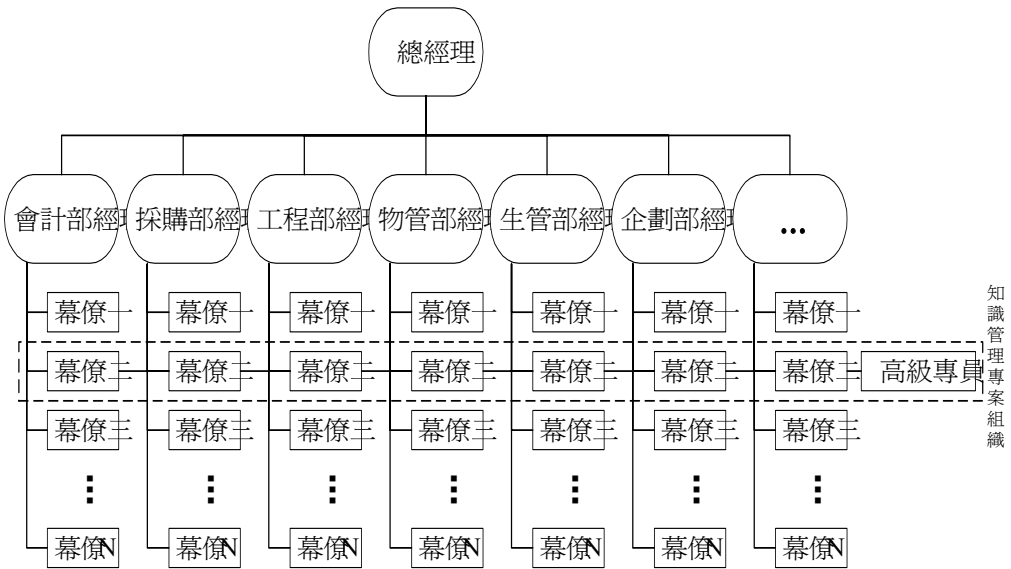 總經理
會計部經理
採購部經理
工程部經理
物管部經理
生管部經理
企劃部經理
...
幕僚一
幕僚一
幕僚一
幕僚一
幕僚一
幕僚一
幕僚一
幕僚二
幕僚二
幕僚二
幕僚二
幕僚二
幕僚二
幕僚二
高級專員
知識管理專案組織
幕僚三
幕僚三
幕僚三
幕僚三
幕僚三
幕僚三
幕僚三
⋮
⋮
⋮
⋮
⋮
⋮
⋮
幕僚N
幕僚N
幕僚N
幕僚N
幕僚N
幕僚N
幕僚N